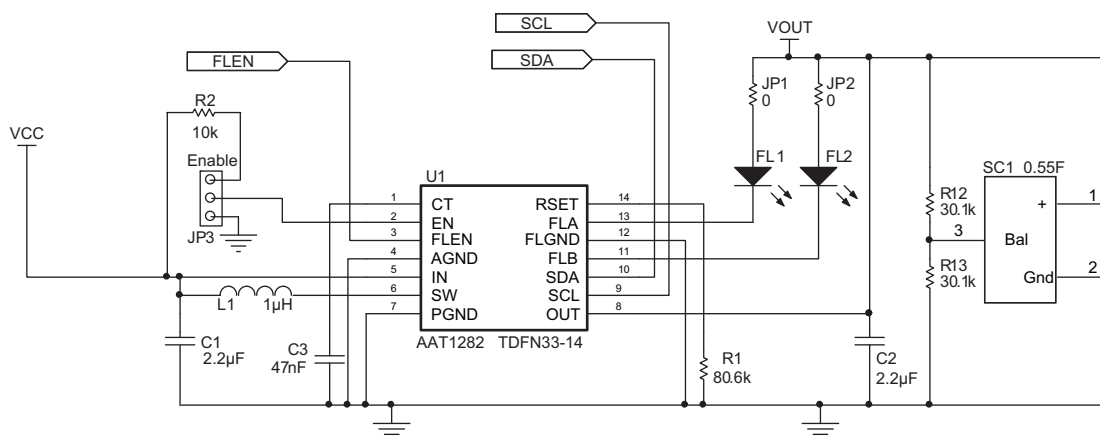 SCL
VOUT
FLEN
SDA
JP1
0
JP2
0
R2
10k
VCC
Enable
FL1
FL2
SC1 0.55F
U1
JP3
1 CT
2 EN
3 FLEN
4 AGND
5 IN
6 SW
7 PGND
RSET 14
FLA 13
FLGND 12
FLB 11
SDA 10
SCL 9
OUT 8
R12
30.1k
3
R13
30.1k
+
1
Bal
Gnd
2
L1 1µH
C1
2.2µF
C3
47nF
AAT1282 TDFN33-14
R1
80.6k
C2
2.2µF